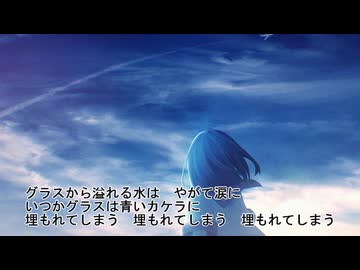 グラスから溢れる水は　やがて涙に
いつかグラスは青いカケラに
埋もれてしまう　埋もれてしまう　埋もれてしまう